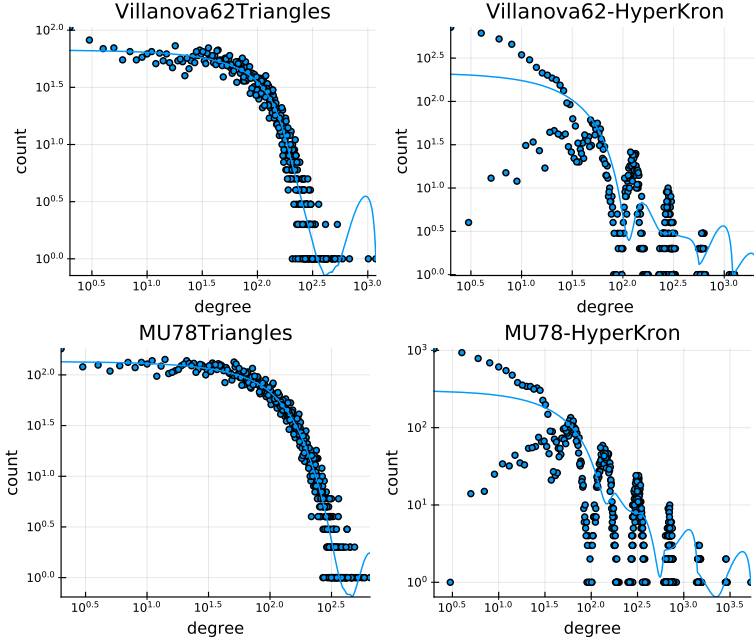 Villanova62Triangles
count
10^2.0
10^1.5
10^1.0
10^0.5
10^0.0
10^0.5 10^1.0 10^1.5 10^2.0 10^2.5 10^3.0
degree
Villanova62-HyperKron
count
10^2.5
10^2.0
10^1.5
10^1.0
10^0.5
10^0.0
10^0.5 10^1.0 10^1.5 10^2.0 10^2.5 10^3.0
degree
MU78Triangles
count
10^2.0
10^1.5
10^1.0
10^0.5
10^0.0
10^0.5 10^1.0 10^1.5 10^2.0 10^2.5
degree
MU78-HyperKron
count
10^3
10^2
10^1
10^0
10^0.5 10^1.0 10^1.5 10^2.0 10^2.5 10^3.0 10^3.5
degree